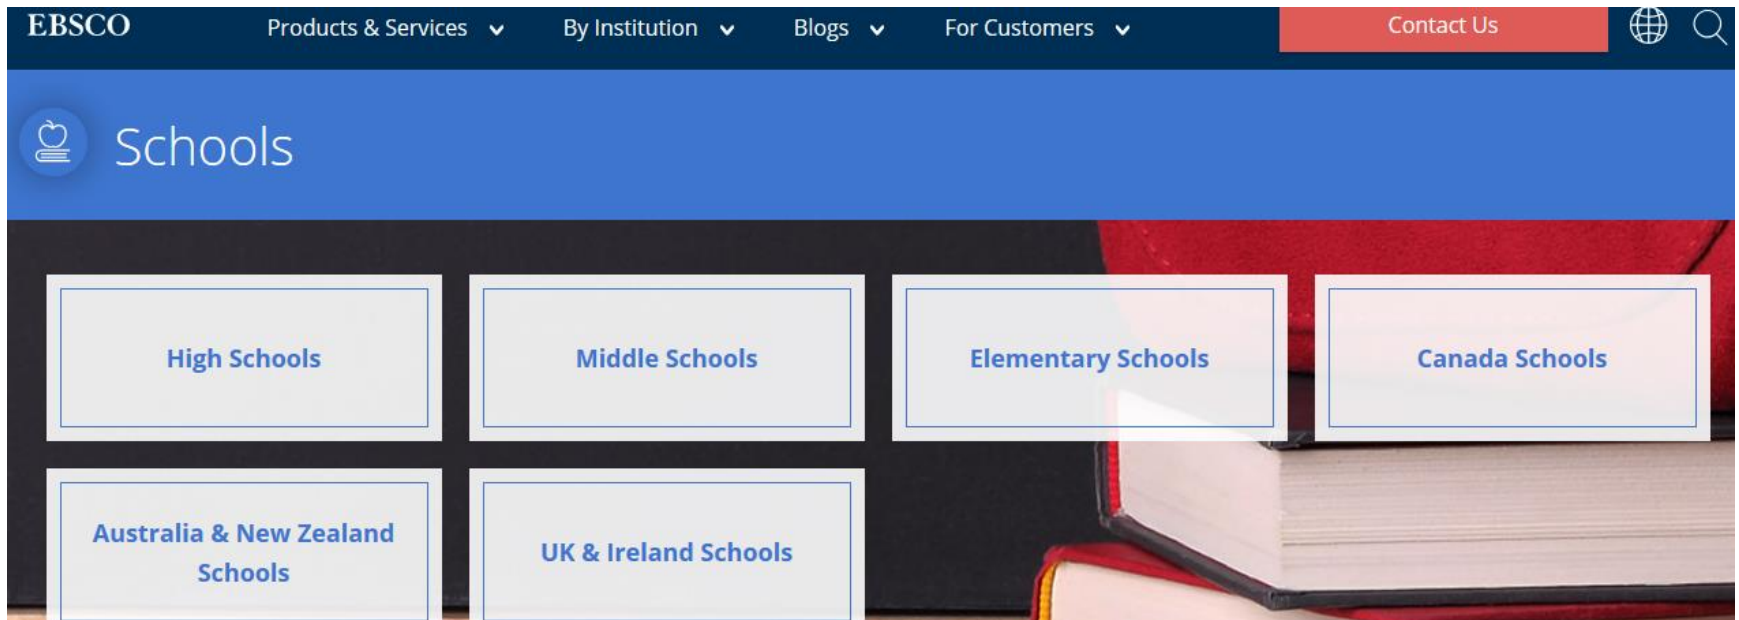 EBSCO Products & Services By Institution Blogs For Customers Contact Us
Schools
High Schools Middle Schools Elementary Schools Canada Schools
Australia & New Zealand
Schools
UK & Ireland Schools